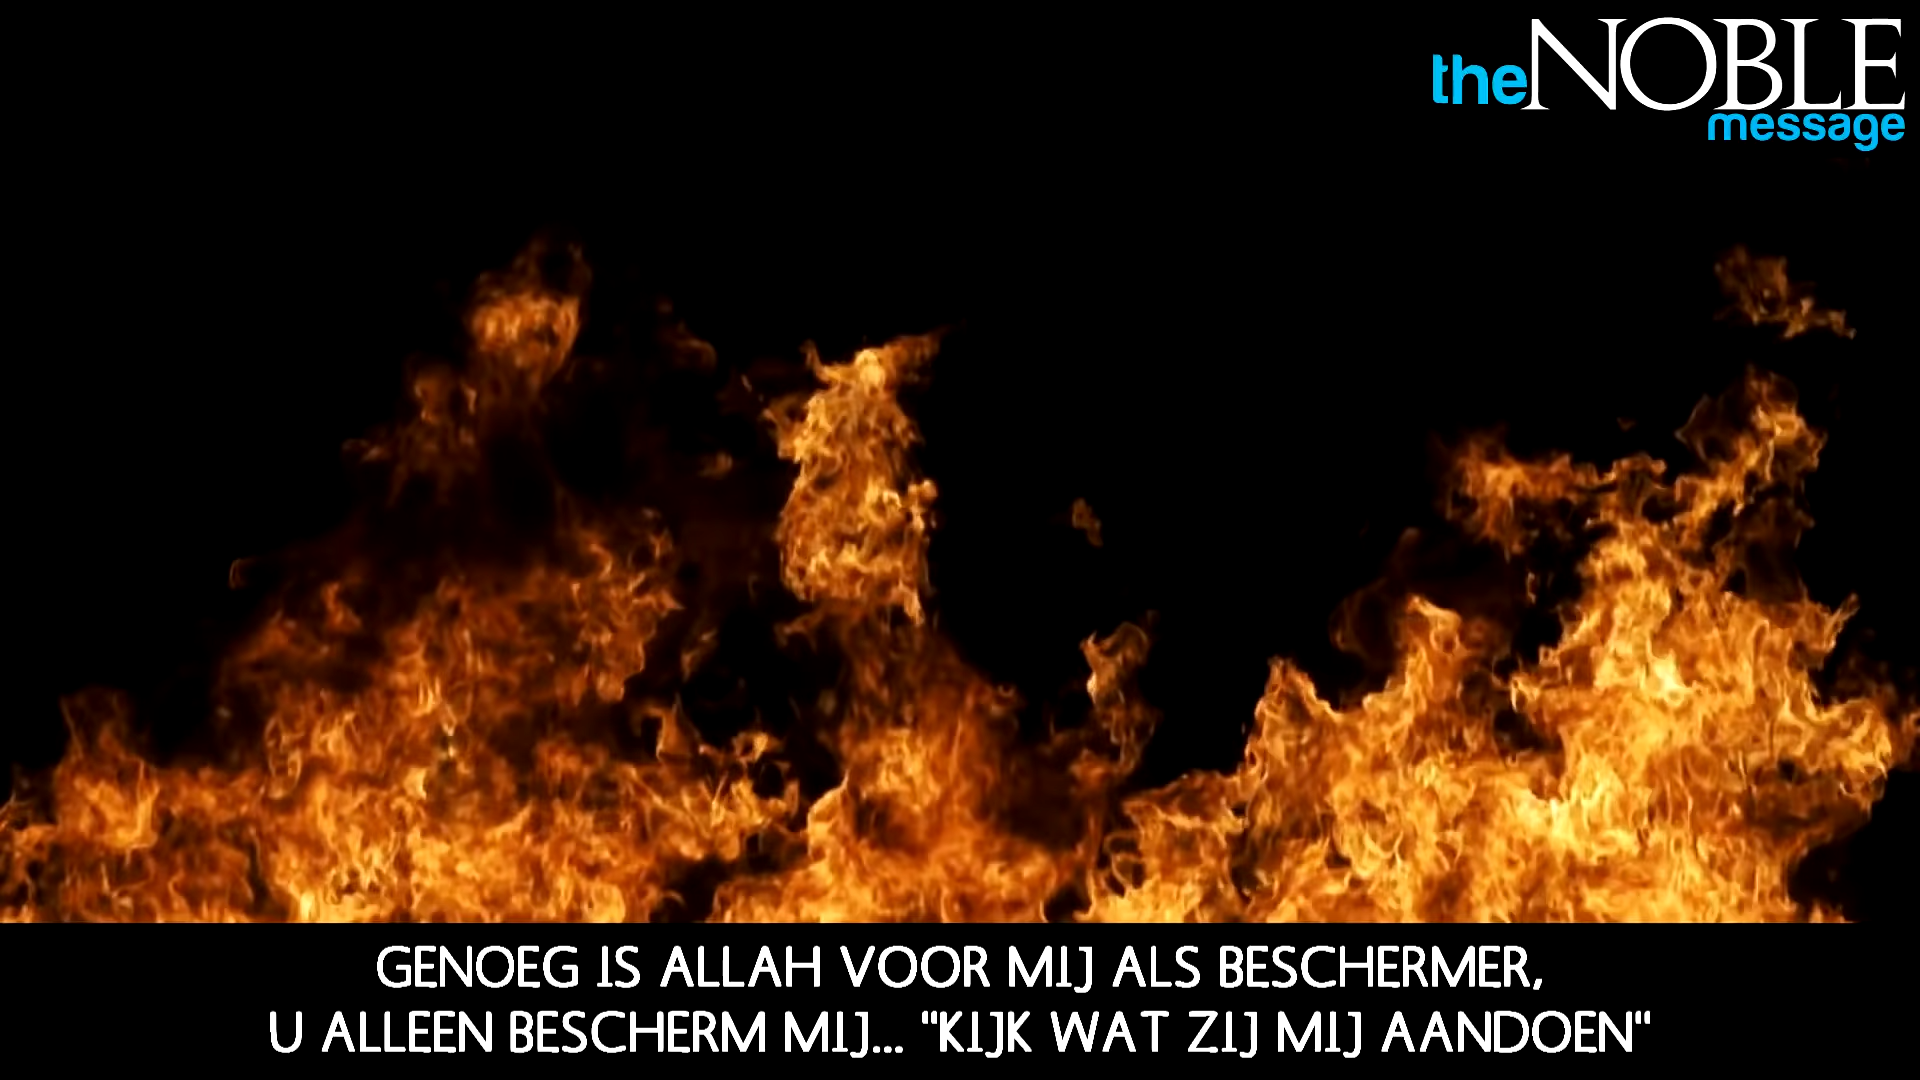 theNOBLE
message
GENOEG IS ALLAH VOOR MIJ ALS BESCHERMER,
U ALLEEN BESCHERM MIJ... "KIJK WAT ZIJ MIJ AANDOEN"